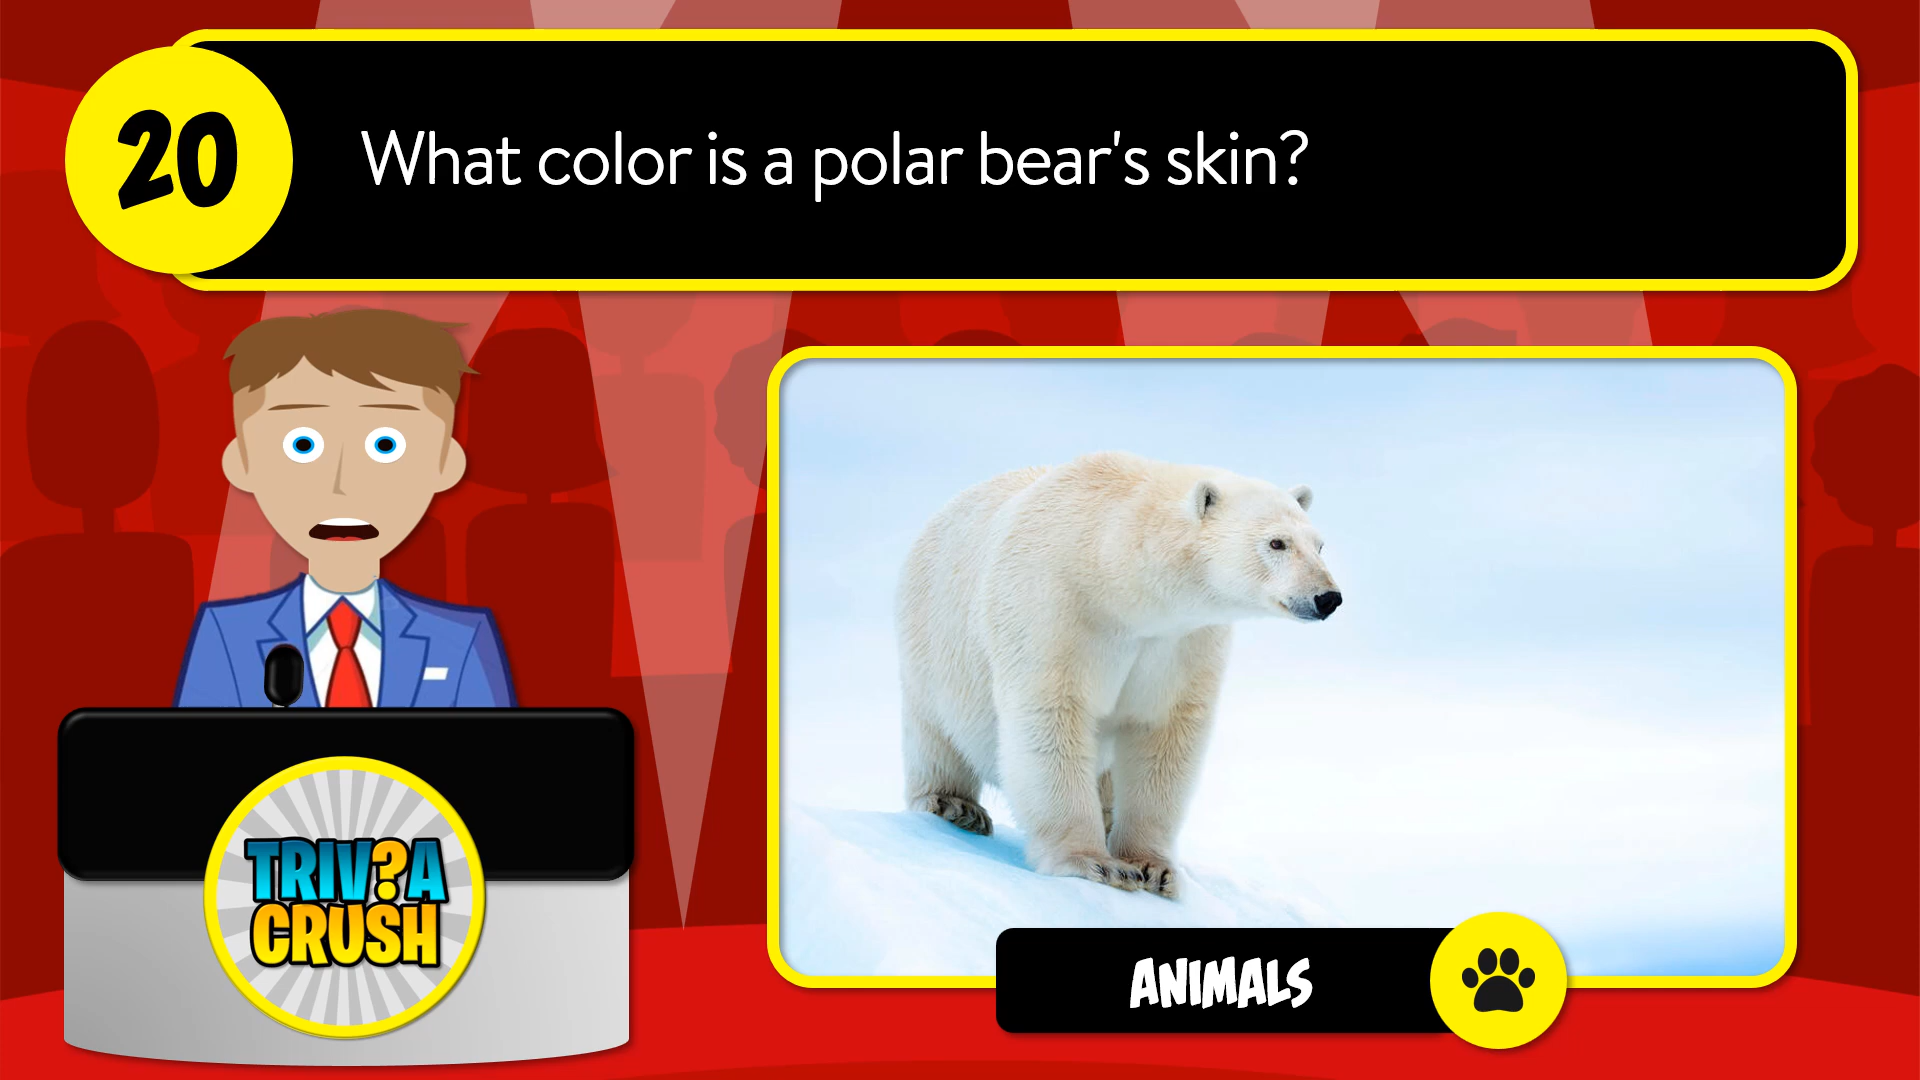 20
What color is a polar bear's skin?
TRIV?A
CRUSH
ANIMALS